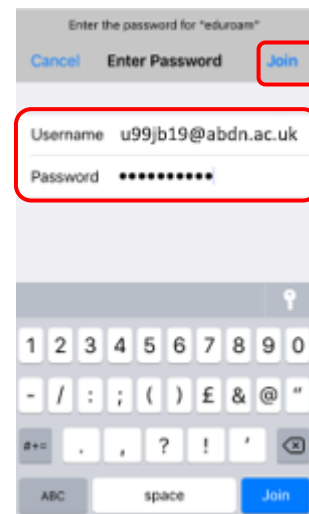 Enter the password for "eduroam"
Cancel Enter Password Join
Username u99jb19@abdn.ac.uk
Password ••••••••••
1 2 3 4 5 6 7 8 9 0
- / : ; ( ) £ & @ "
#+= . , ? ! '
ABC space Join